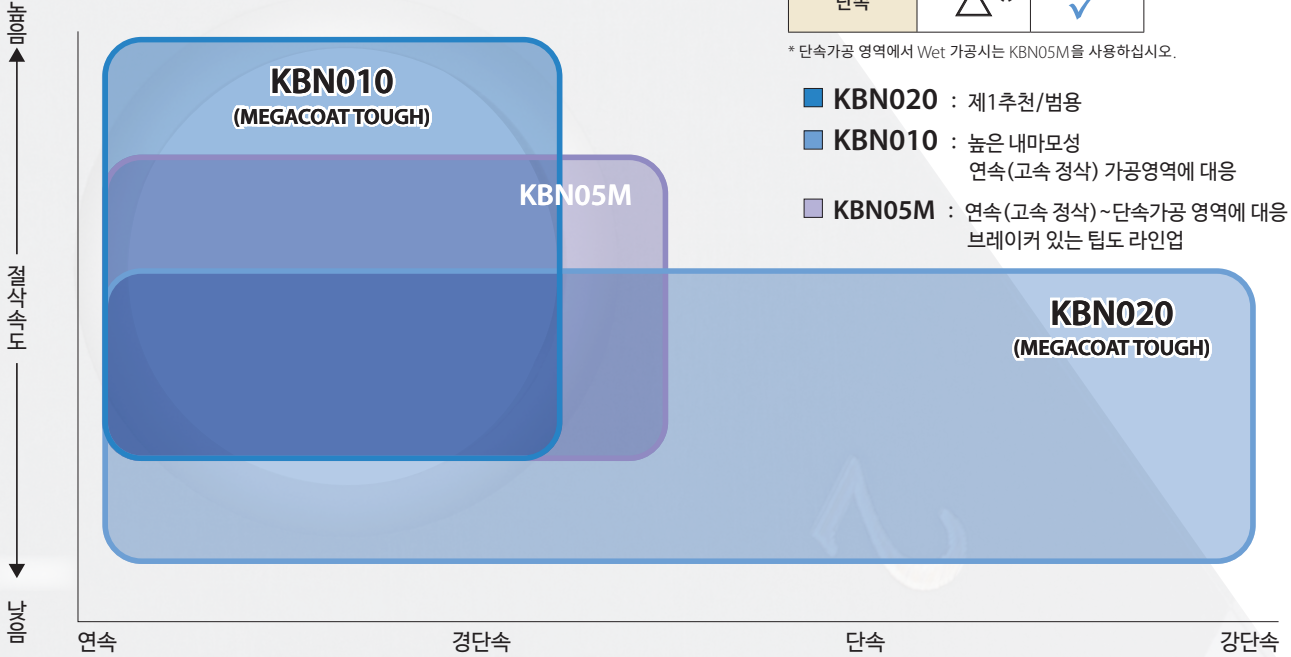 단속 △ * ✓
* 단속가공 영역에서 Wet 가공시는 KBN05M을 사용하십시오.
KBN020 : 제1추천/범용
KBN010 : 높은 내마모성
연속(고속 정삭) 가공영역에 대응
KBN05M : 연속(고속 정삭)~단속가공 영역에 대응
브레이커 있는 팁도 라인업
높음
절삭속도
낮음
KBN010
(MEGACOAT TOUGH)
KBN05M
KBN020
(MEGACOAT TOUGH)
연속
경단속
단속
강단속